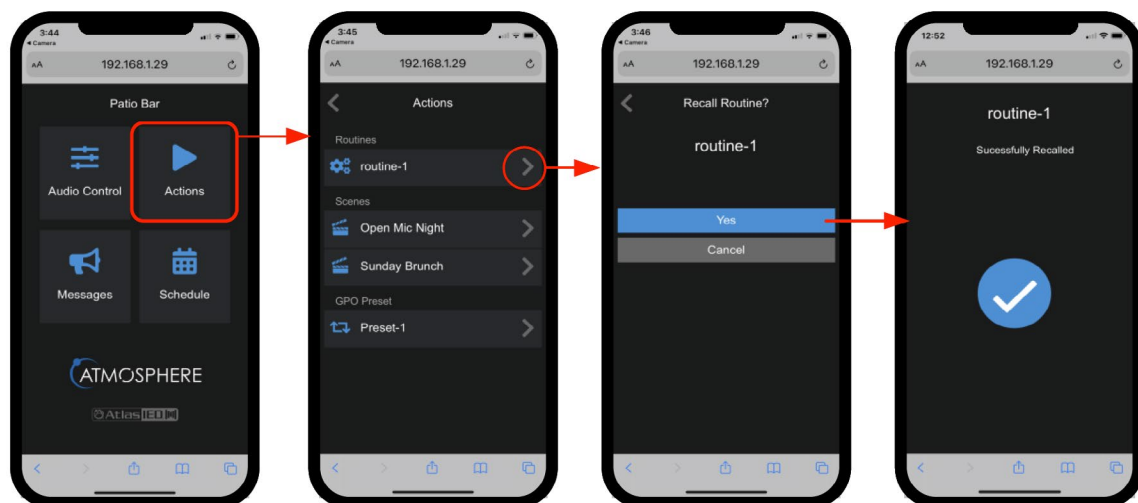 3:44
Camera
AA 192.168.1.29
Patio Bar
Audio Control
Actions
Messages
Schedule
ATMOSPHERE
AtlasIED
3:45
Camera
AA 192.168.1.29
Actions
Routines
routine-1
Scenes
Open Mic Night
Sunday Brunch
GPO Preset
Preset-1
3:46
Camera
AA 192.168.1.29
Recall Routine?
routine-1
Yes
Cancel
12:52
AA 192.168.1.29
routine-1
Sucessfully Recalled